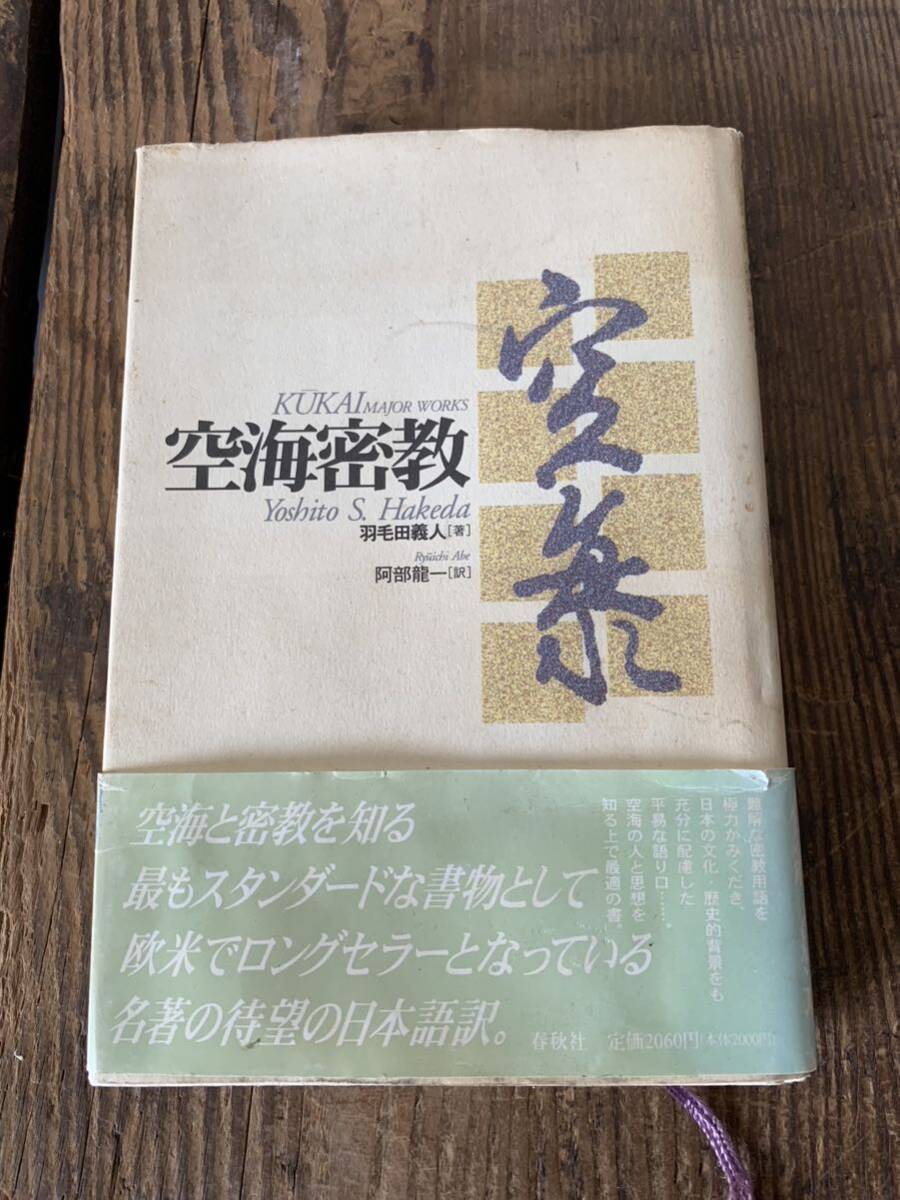 KŪKAI MAJOR WORKS
空海密教
Yoshito S. Hakeda
羽毛田義人[著]
Ryūichi Abe
阿部龍一[訳]
空海と密教を知る
最もスタンダードな書物として
欧米でロングセラーとなっている
名著の待望の日本語訳。
難解な密教用語を
極力かみくだき、
日本の文化・歴史的背景をも
充分に配慮した
平易な語り口……。
空海の人と思想を
知る上で最適の書。
春秋社 定価2060円(本体2000円)